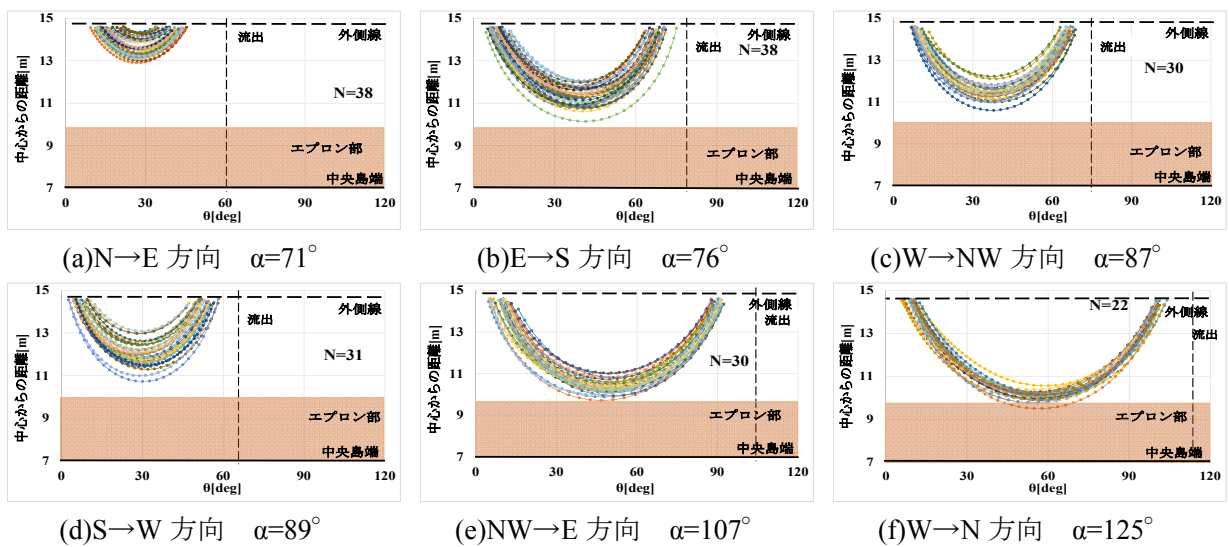 15
13
11
9
7
0
30
60
90
120
中心からの距離[m]
θ[deg]
流出
外側線
N=38
エプロン部
中央島端
(a)N→E 方向 α=71°
15
13
11
9
7
0
30
60
90
120
中心からの距離[m]
θ[deg]
外側線
流出
N=38
エプロン部
中央島端
(b)E→S 方向 α=76°
15
13
11
9
7
0
30
60
90
120
中心からの距離[m]
θ[deg]
外側線
流出
N=30
エプロン部
中央島端
(c)W→NW 方向 α=87°
15
13
11
9
7
0
30
60
90
120
中心からの距離[m]
θ[deg]
外側線
流出
N=31
エプロン部
中央島端
(d)S→W 方向 α=89°
15
13
11
9
7
0
30
60
90
120
中心からの距離[m]
θ[deg]
外側線
流出
N=30
エプロン部
中央島端
(e)NW→E 方向 α=107°
15
13
11
9
7
0
30
60
90
120
中心からの距離[m]
θ[deg]
N=22
外側線
流出
エプロン部
中央島端
(f)W→N 方向 α=125°